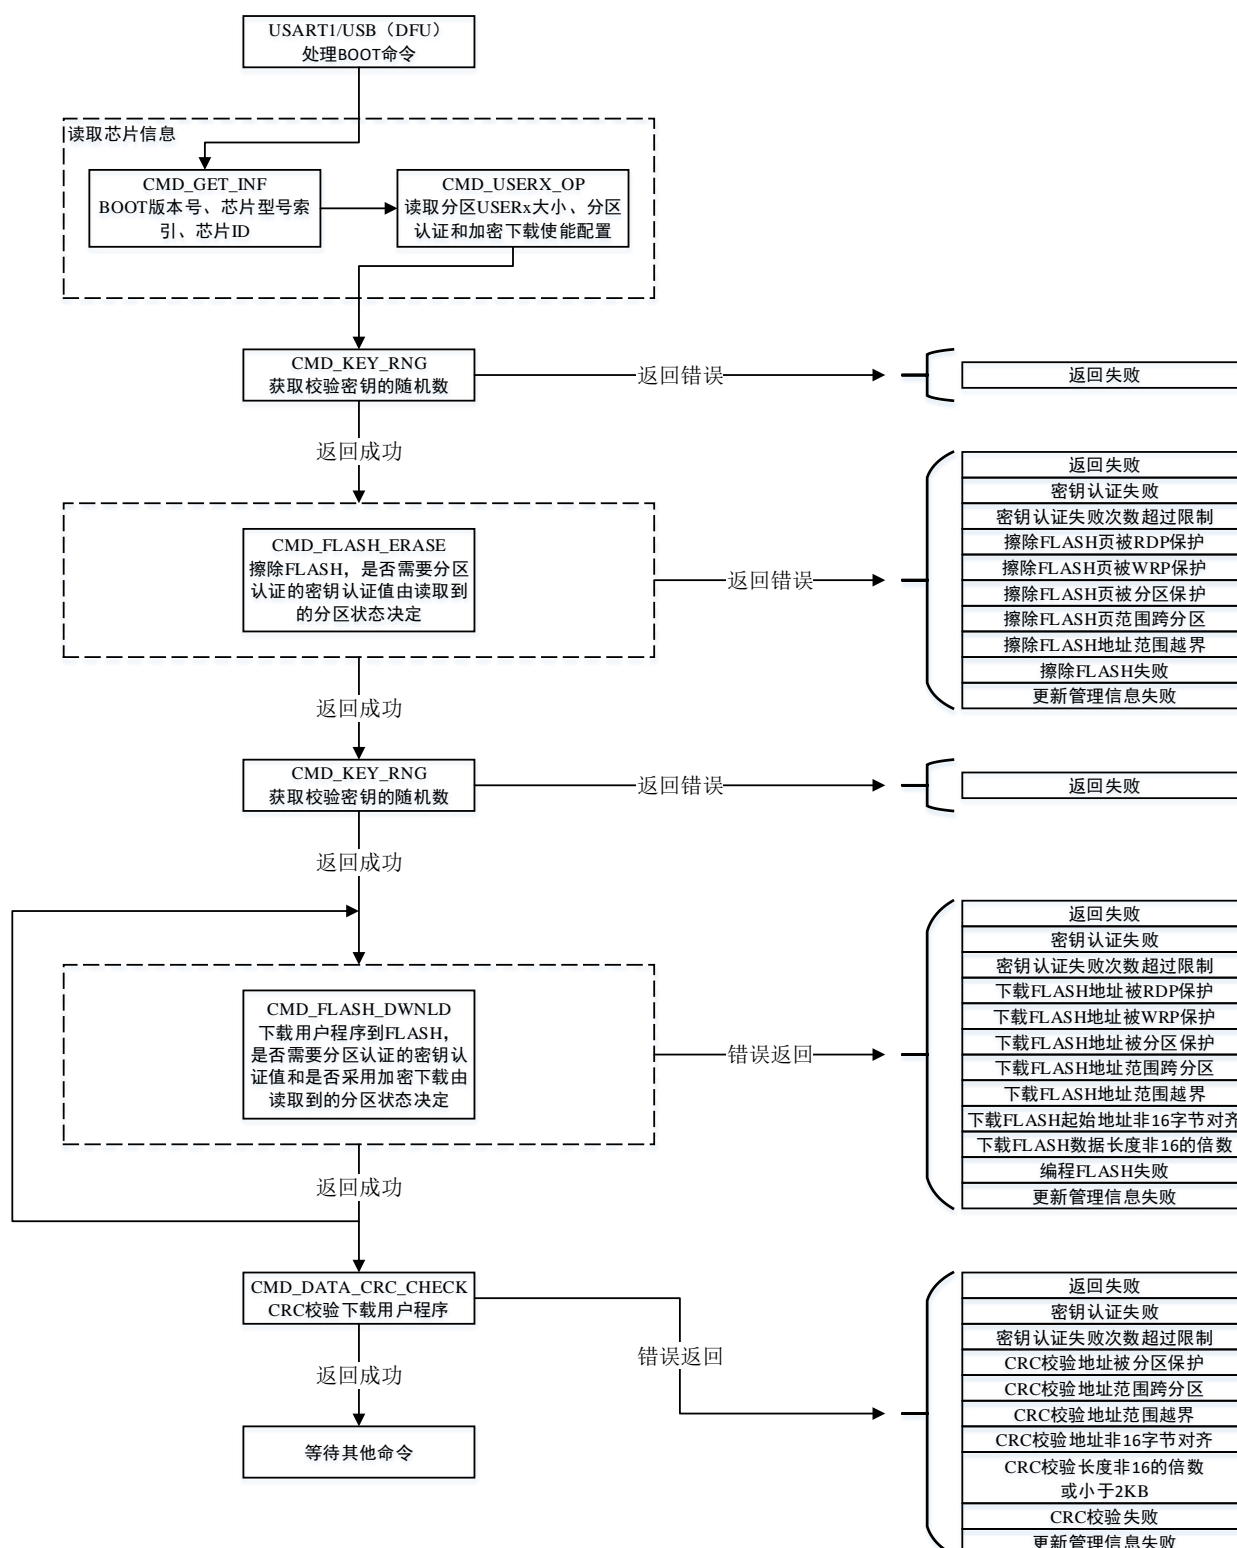 USART1/USB（DFU）
处理BOOT命令
读取芯片信息
CMD_GET_INF
BOOT版本号、芯片型号索
引、芯片ID
CMD_USERX_OP
读取分区USERx大小、分区
认证和加密下载使能配置
CMD_KEY_RNG
获取校验密钥的随机数
返回错误
返回失败
返回成功
CMD_FLASH_ERASE
擦除FLASH，是否需要分区
认证的密钥认证值由读取到
的分区状态决定
返回错误
返回失败
密钥认证失败
密钥认证失败次数超过限制
擦除FLASH页被RDP保护
擦除FLASH页被WRP保护
擦除FLASH页被分区保护
擦除FLASH页范围跨分区
擦除FLASH地址范围越界
擦除FLASH失败
更新管理信息失败
返回成功
CMD_KEY_RNG
获取校验密钥的随机数
返回错误
返回失败
返回成功
CMD_FLASH_DWNLD
下载用户程序到FLASH，
是否需要分区认证的密钥认
证值和是否采用加密下载由
读取到的分区状态决定
错误返回
返回失败
密钥认证失败
密钥认证失败次数超过限制
下载FLASH地址被RDP保护
下载FLASH地址被WRP保护
下载FLASH地址被分区保护
下载FLASH地址范围跨分区
下载FLASH地址范围越界
下载FLASH起始地址非16字节对齐
下载FLASH数据长度非16的倍数
编程FLASH失败
更新管理信息失败
返回成功
CMD_DATA_CRC_CHECK
CRC校验下载用户程序
错误返回
返回失败
密钥认证失败
密钥认证失败次数超过限制
CRC校验地址被分区保护
CRC校验地址范围跨分区
CRC校验地址范围越界
CRC校验地址非16字节对齐
CRC校验长度非16的倍数
或小于2KB
CRC校验失败
更新管理信息失败
返回成功
等待其他命令